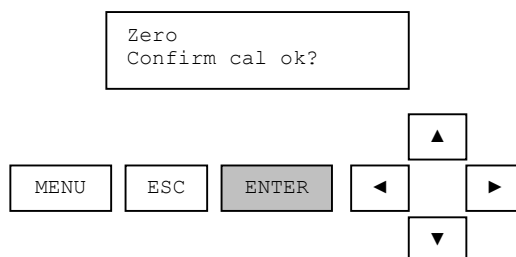 Zero
Confirm cal ok?
▲
MENU ESC ENTER ◄ ►
▼